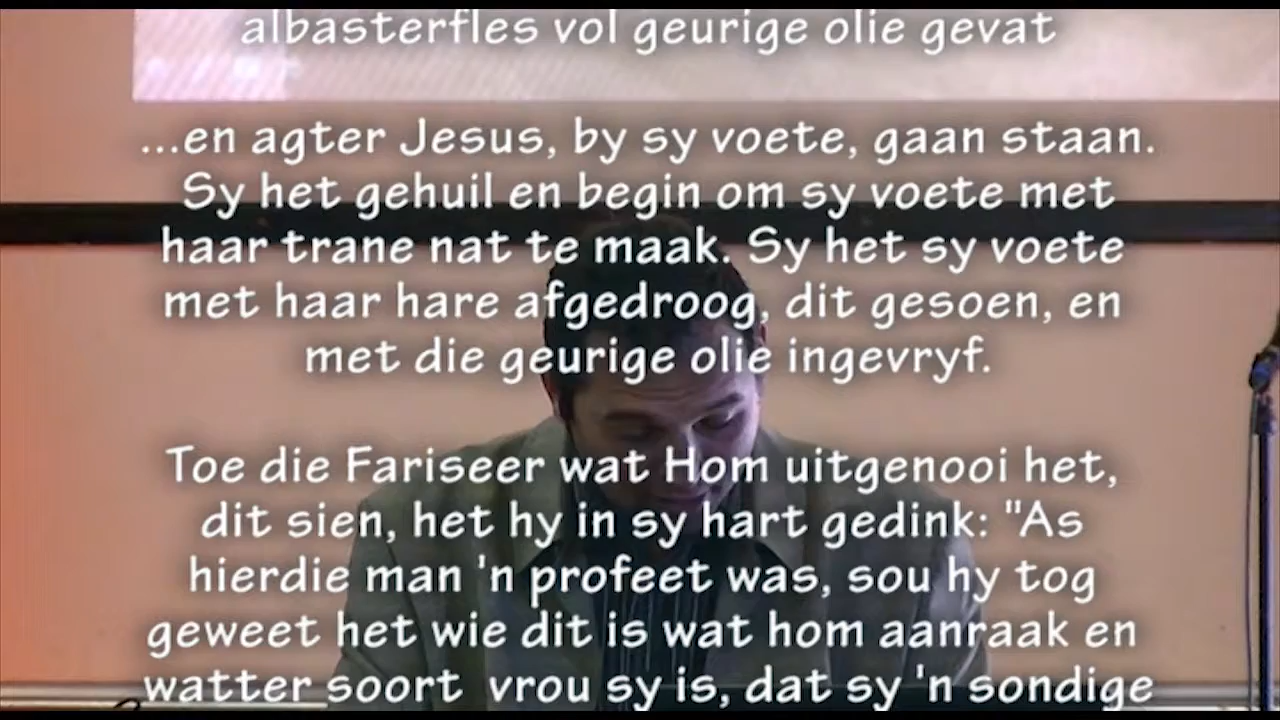 albasterfles vol geurige olie gevat
...en agter Jesus, by sy voete, gaan staan.
Sy het gehuil en begin om sy voete met
haar trane nat te maak. Sy het sy voete
met haar hare afgedroog, dit gesoen, en
met die geurige olie ingevryf.
Toe die Fariseer wat Hom uitgenooi het,
dit sien, het hy in sy hart gedink: "As
hierdie man 'n profeet was, sou hy tog
geweet het wie dit is wat hom aanraak en
watter soort  vrou sy is, dat sy 'n sondige